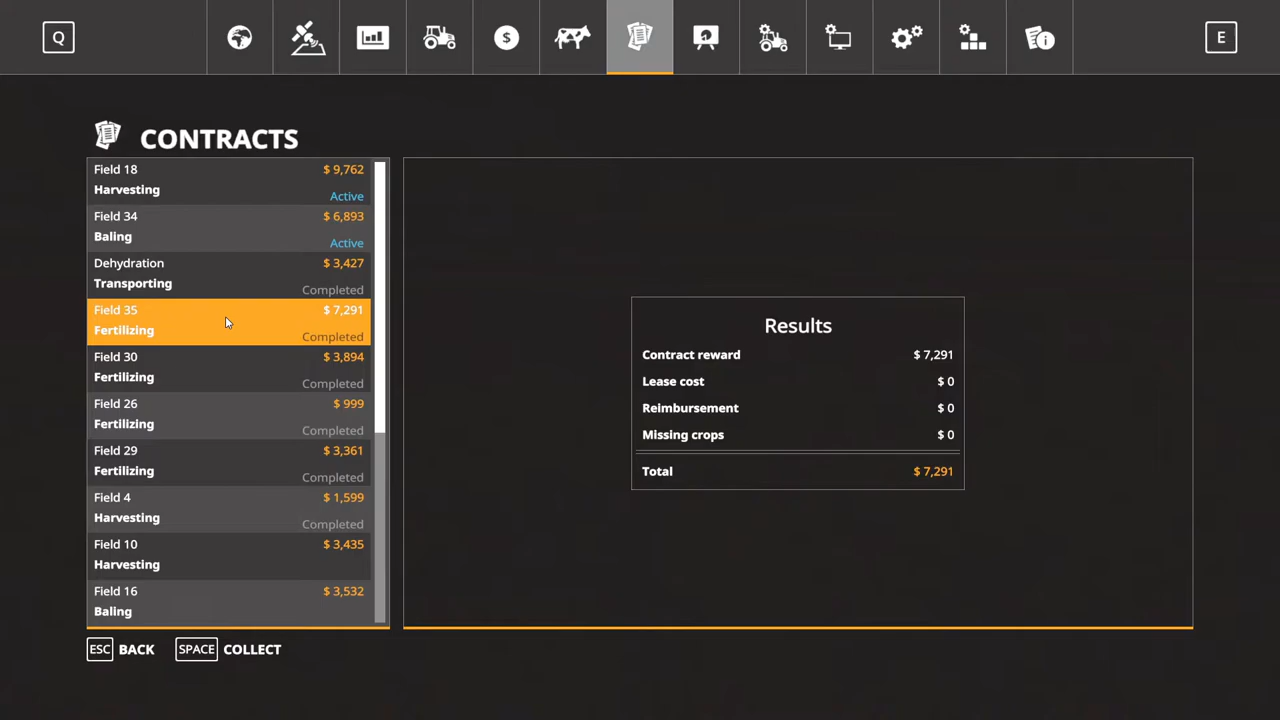 Q
E
CONTRACTS
Field 18 $ 9,762
Harvesting
Active
Field 34 $ 6,893
Baling
Active
Dehydration $ 3,427
Transporting
Completed
Field 35 $ 7,291
Fertilizing
Completed
Field 30 $ 3,894
Fertilizing
Completed
Field 26 $ 999
Fertilizing
Completed
Field 29 $ 3,361
Fertilizing
Completed
Field 4 $ 1,599
Harvesting
Completed
Field 10 $ 3,435
Harvesting
Field 16 $ 3,532
Baling
Results
Contract reward $ 7,291
Lease cost $ 0
Reimbursement $ 0
Missing crops $ 0
Total $ 7,291
ESC BACK SPACE COLLECT